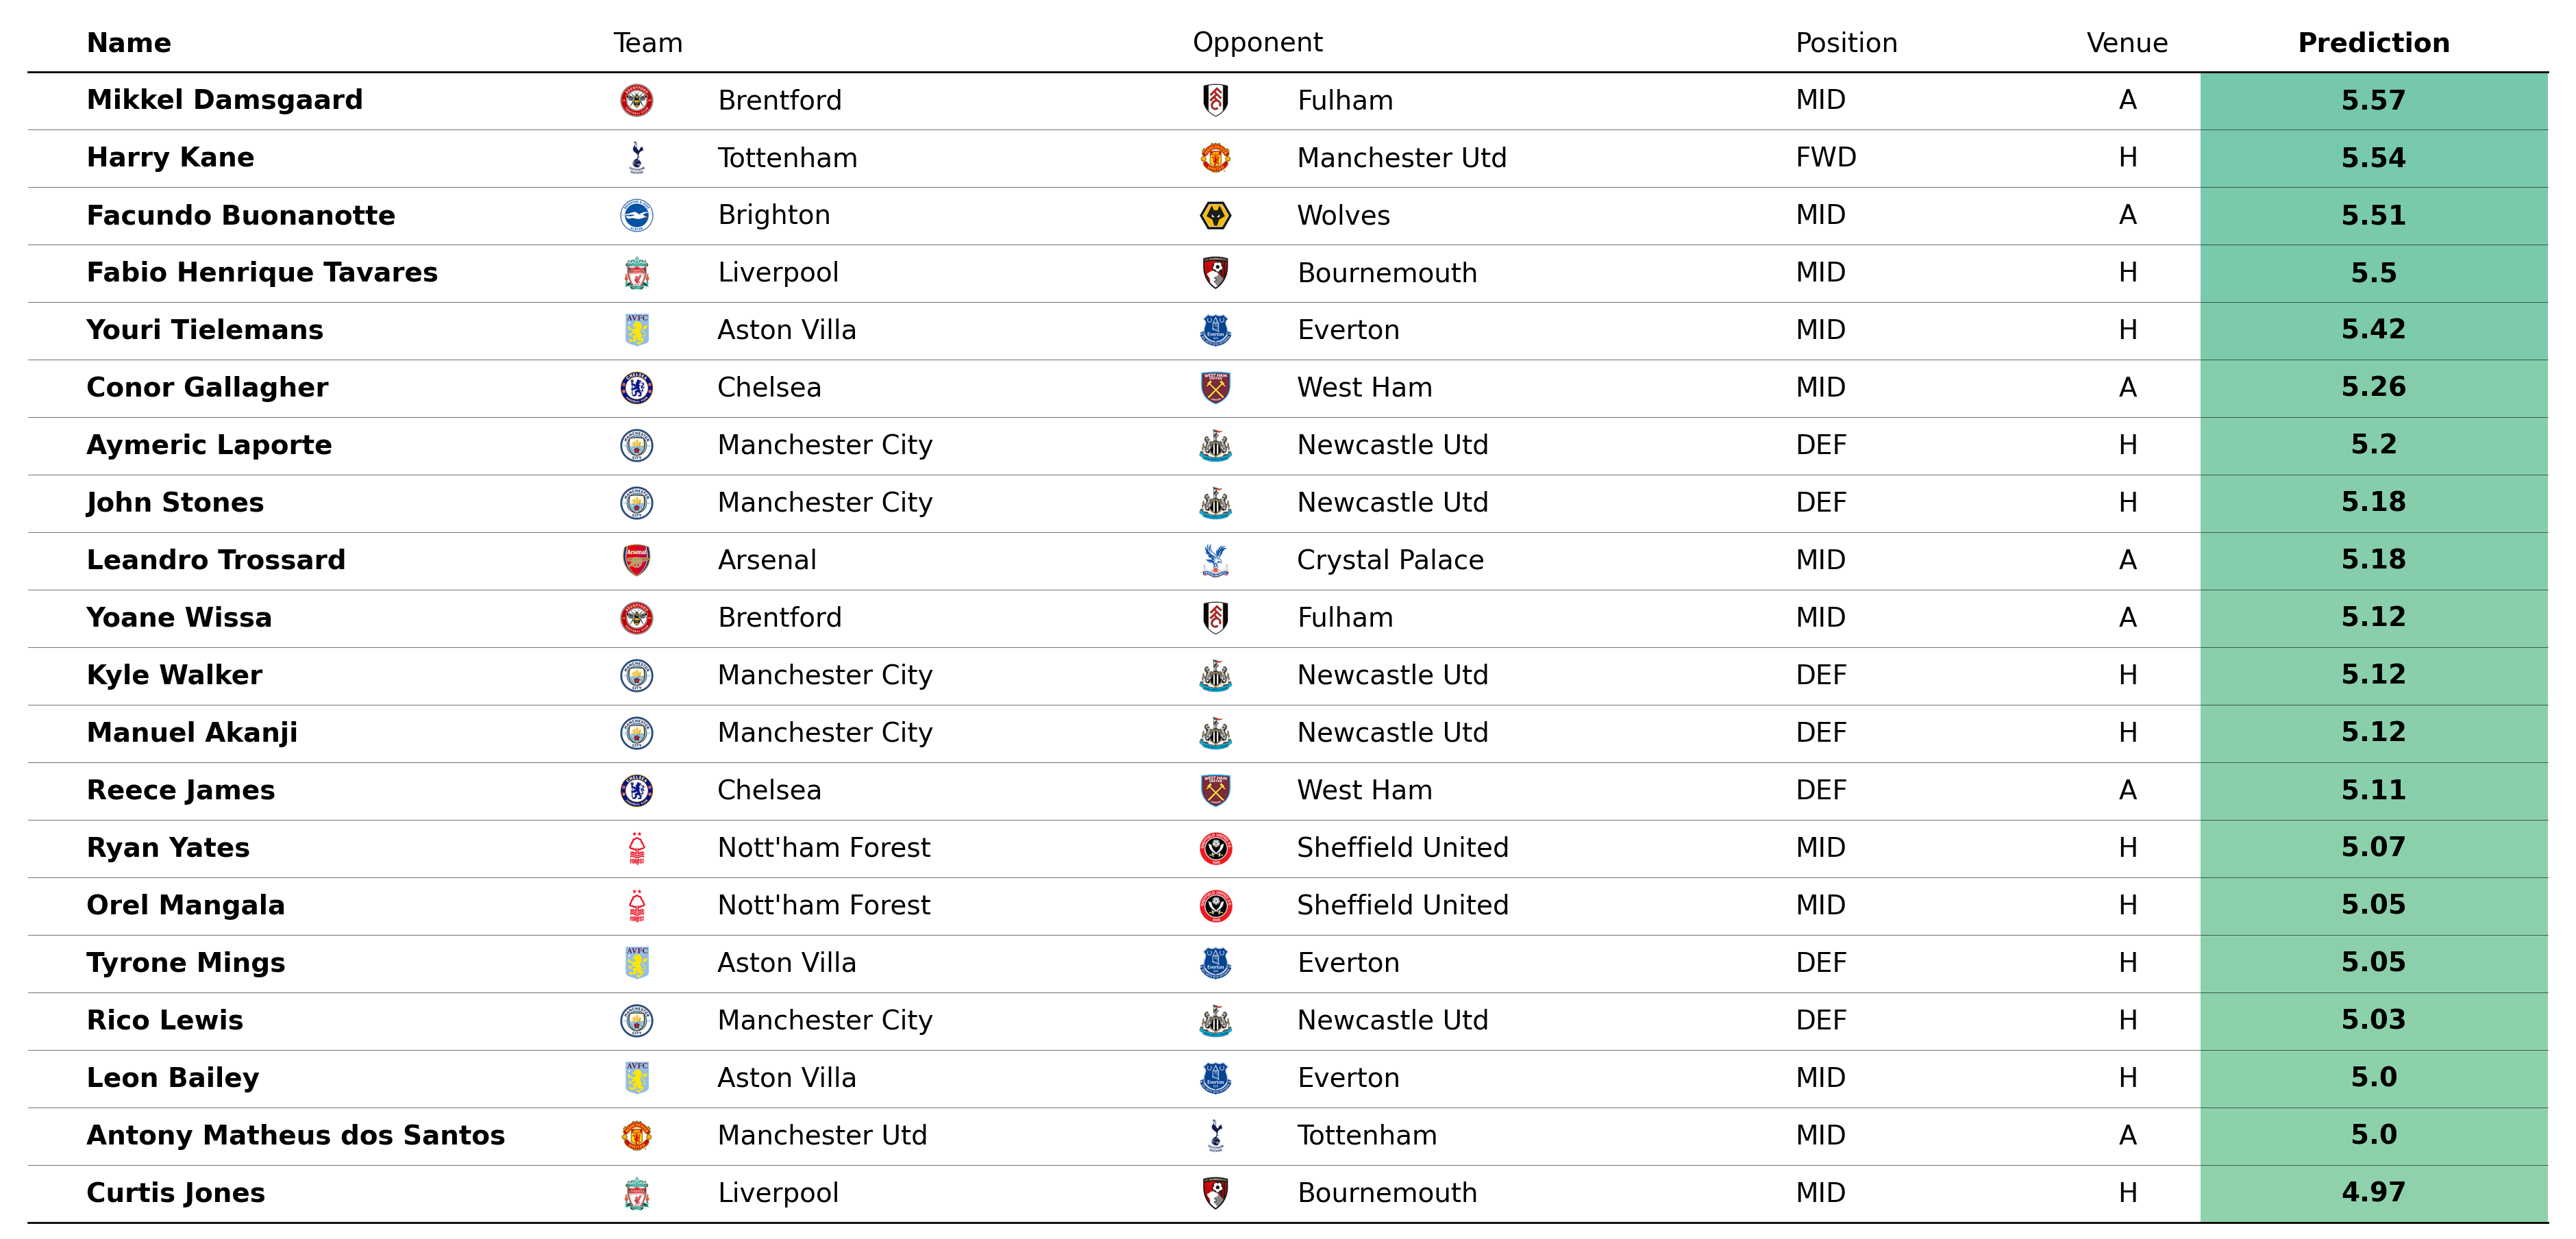 Name Team Opponent Position Venue Prediction
Mikkel Damsgaard Brentford Fulham MID A 5.57
Harry Kane Tottenham Manchester Utd FWD H 5.54
Facundo Buonanotte Brighton Wolves MID A 5.51
Fabio Henrique Tavares Liverpool Bournemouth MID H 5.5
Youri Tielemans Aston Villa Everton MID H 5.42
Conor Gallagher Chelsea West Ham MID A 5.26
Aymeric Laporte Manchester City Newcastle Utd DEF H 5.2
John Stones Manchester City Newcastle Utd DEF H 5.18
Leandro Trossard Arsenal Crystal Palace MID A 5.18
Yoane Wissa Brentford Fulham MID A 5.12
Kyle Walker Manchester City Newcastle Utd DEF H 5.12
Manuel Akanji Manchester City Newcastle Utd DEF H 5.12
Reece James Chelsea West Ham DEF A 5.11
Ryan Yates Nott'ham Forest Sheffield United MID H 5.07
Orel Mangala Nott'ham Forest Sheffield United MID H 5.05
Tyrone Mings Aston Villa Everton DEF H 5.05
Rico Lewis Manchester City Newcastle Utd DEF H 5.03
Leon Bailey Aston Villa Everton MID H 5.0
Antony Matheus dos Santos Manchester Utd Tottenham MID A 5.0
Curtis Jones Liverpool Bournemouth MID H 4.97